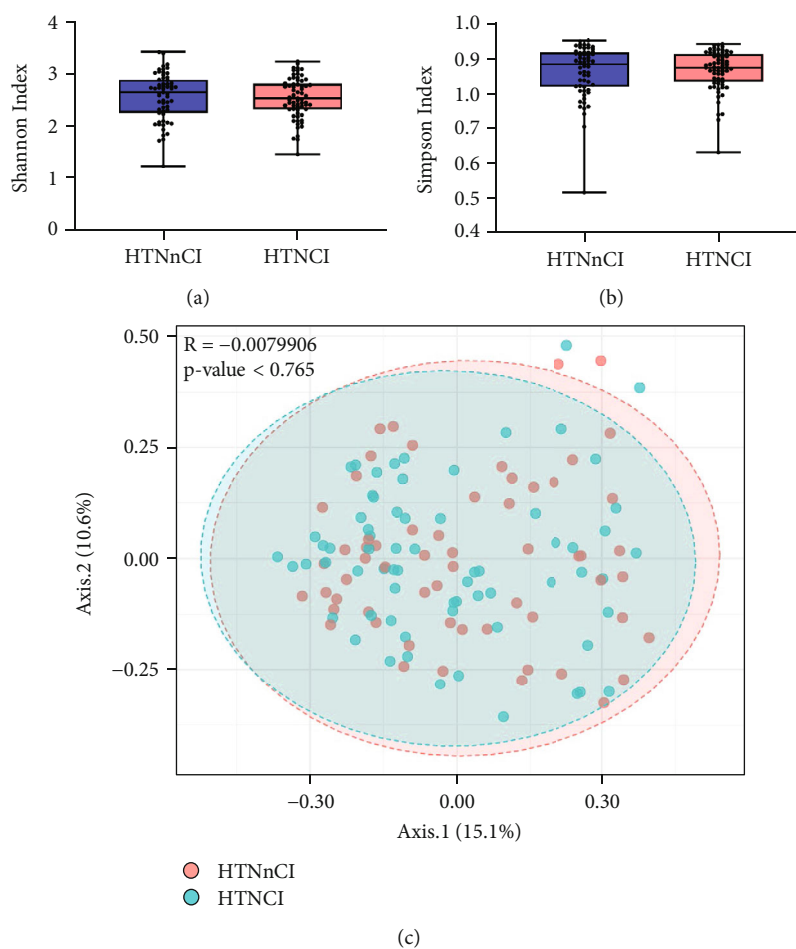 4
3
2
1
0
Shannon Index
HTNnCI
HTNCI
(a)
1.0
0.9
1.0
0.7
0.6
0.5
0.4
Simpson Index
HTNnCI
HTNCI
(b)
R = −0.0079906
p-value < 0.765
0.50
0.25
0.00
−0.25
Axis.2 (10.6%)
−0.30
0.00
0.30
Axis.1 (15.1%)
HTNnCI
HTNCI
(c)